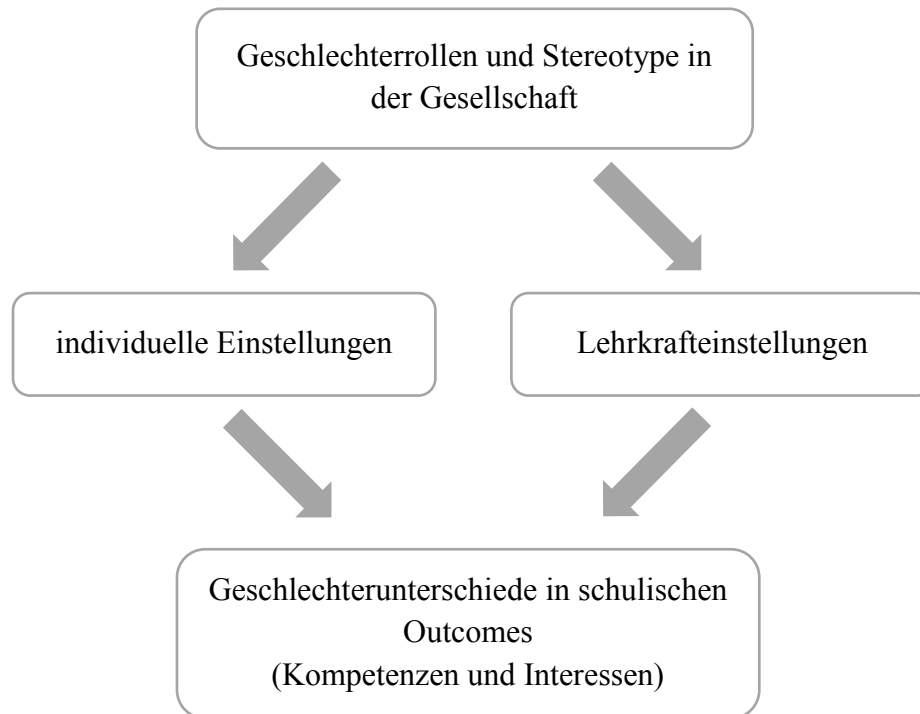 Geschlechterrollen und Stereotype in
der Gesellschaft
individuelle Einstellungen
Lehrkrafteinstellungen
Geschlechterunterschiede in schulischen
Outcomes
(Kompetenzen und Interessen)